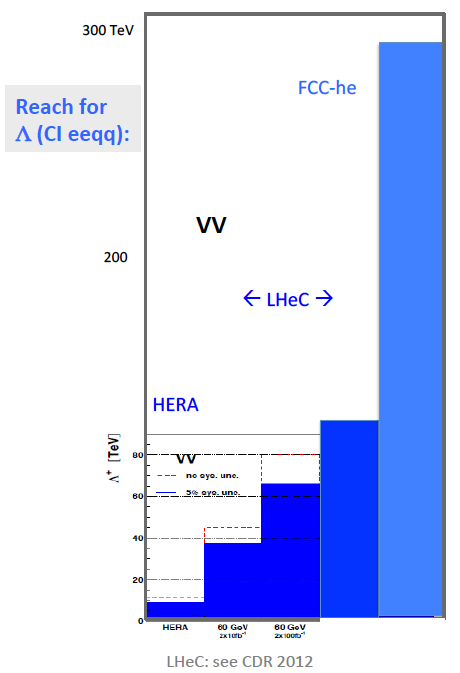 300 TeV
FCC-he
Reach for
Λ (CI eeqq):
VV
200
← LHeC →
HERA
Λ⁺ [TeV]
80
VV
no sys. unc.
5% sys. unc.
60
40
20
0
HERA
60 GeV
2x10fb⁻¹
60 GeV
2x100fb⁻¹
LHeC: see CDR 2012